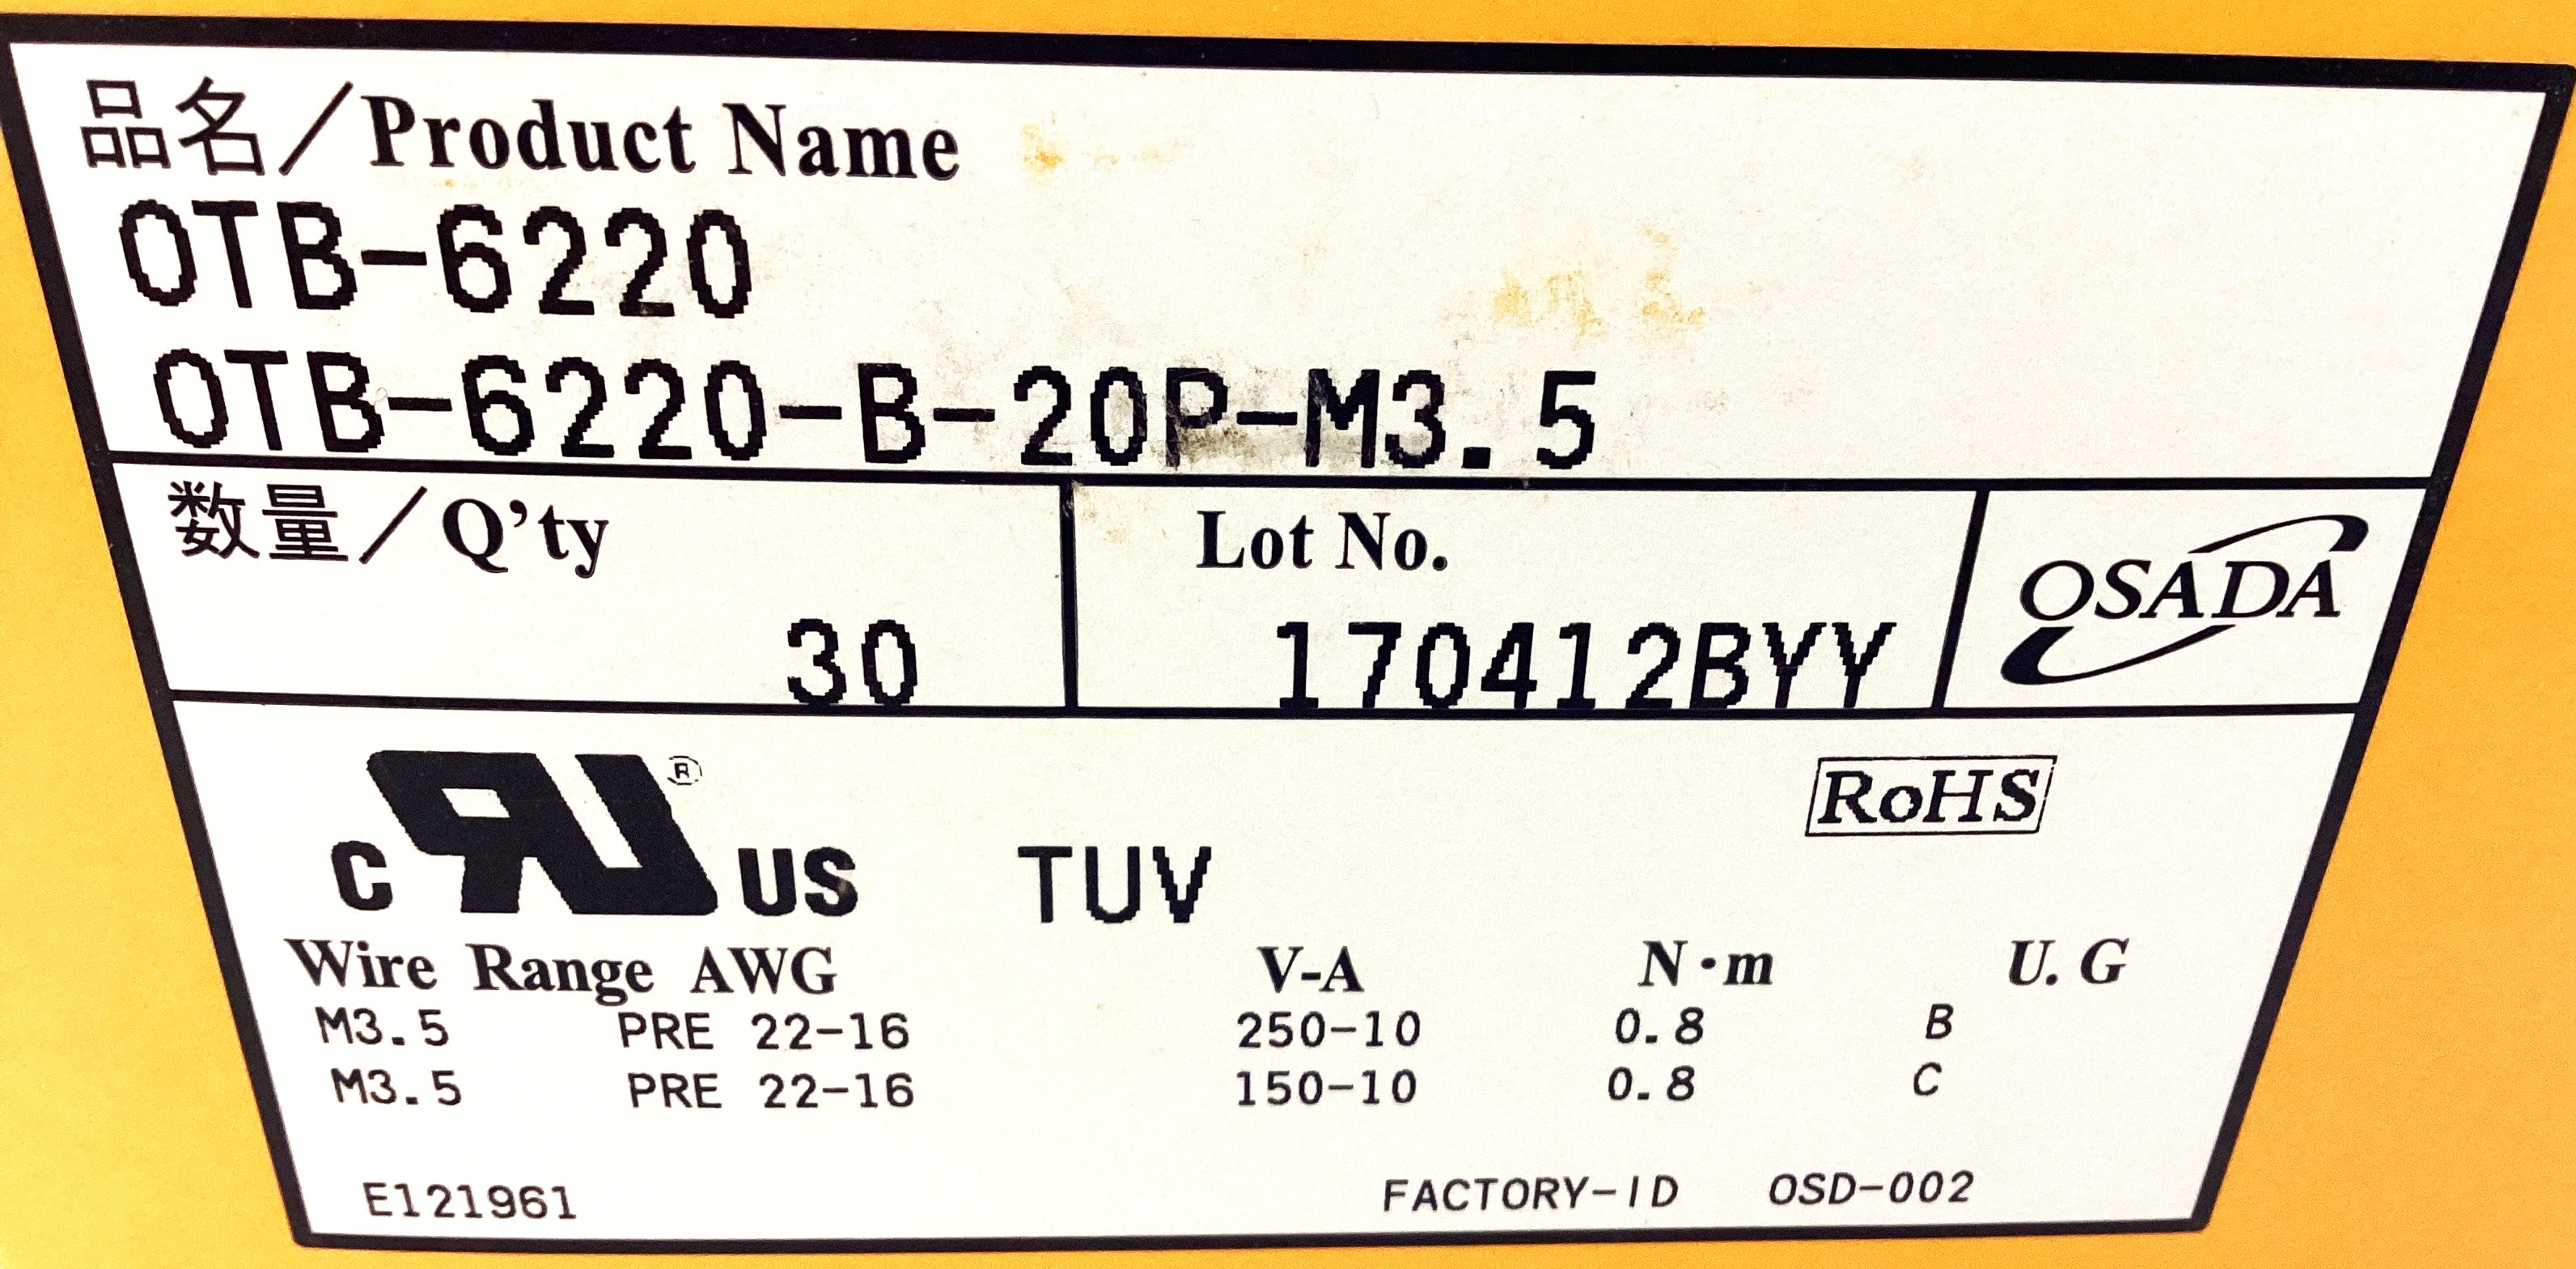 品名/Product Name
OTB-6220
OTB-6220-B-20P-M3.5
数量/Q'ty
30
Lot No.
170412BYY
OSADA
c RU® US
TUV
RoHS
Wire Range AWG V-A N·m U.G
M3.5 PRE 22-16 250-10 0.8 B
M3.5 PRE 22-16 150-10 0.8 C
E121961 FACTORY-ID OSD-002